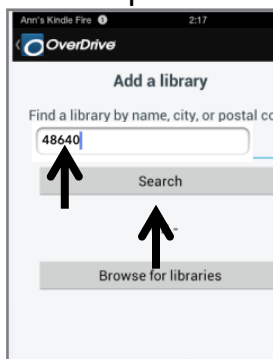 Ann's Kindle Fire 1 2:17
OverDrive
Add a library
Find a library by name, city, or postal co
48640
Search
-
Browse for libraries